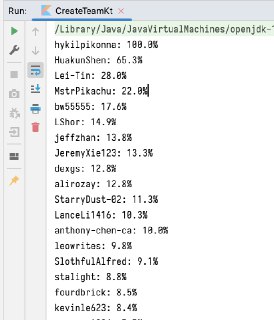 Run: CreateTeamKt
/Library/Java/JavaVirtualMachines/openjdk-
hykilpikonna: 100.0%
HuakunShen: 65.3%
Lei-Tin: 28.0%
MstrPikachu: 22.0%
bw55555: 17.6%
LShor: 14.9%
jeffzhan: 13.8%
JeremyXie123: 13.3%
dexgs: 12.8%
alirozay: 12.8%
StarryDust-02: 11.3%
LanceLi1416: 10.3%
anthony-chen-ca: 10.0%
leowrites: 9.8%
SlothfulAlfred: 9.1%
stalight: 8.8%
fourdbrick: 8.5%
kevinle623: 8.4%